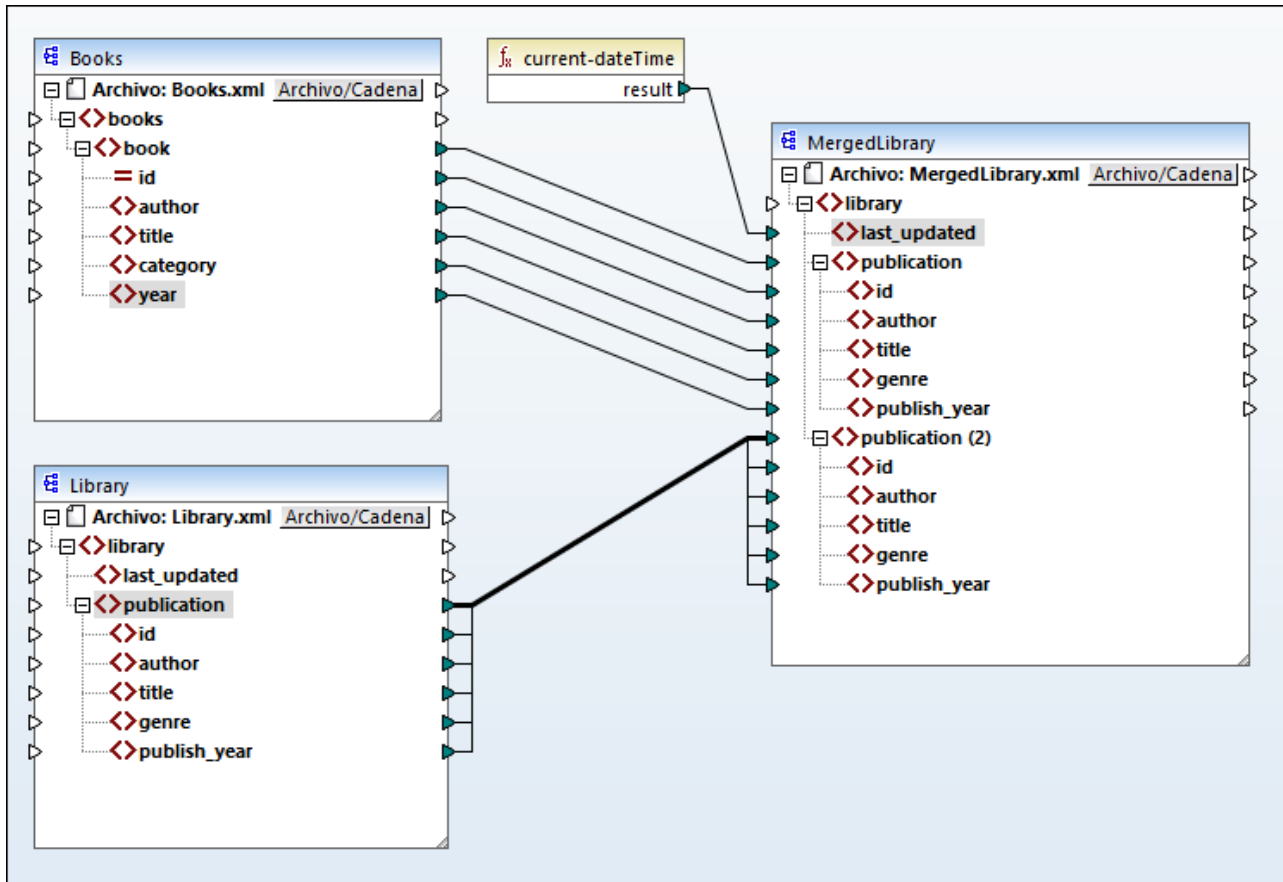 Books
Archivo: Books.xml Archivo/Cadena
books
book
id
author
title
category
year
fx current-dateTime
result
MergedLibrary
Archivo: MergedLibrary.xml Archivo/Cadena
library
last_updated
publication
id
author
title
genre
publish_year
publication (2)
id
author
title
genre
publish_year
Library
Archivo: Library.xml Archivo/Cadena
library
last_updated
publication
id
author
title
genre
publish_year